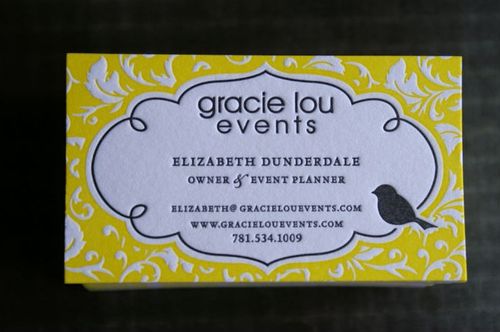 gracie lou
events
ELIZABETH DUNDERDALE
OWNER & EVENT PLANNER
ELIZABETH@GRACIELOUEVENTS.COM
WWW.GRACIELOUEVENTS.COM
781.534.1009